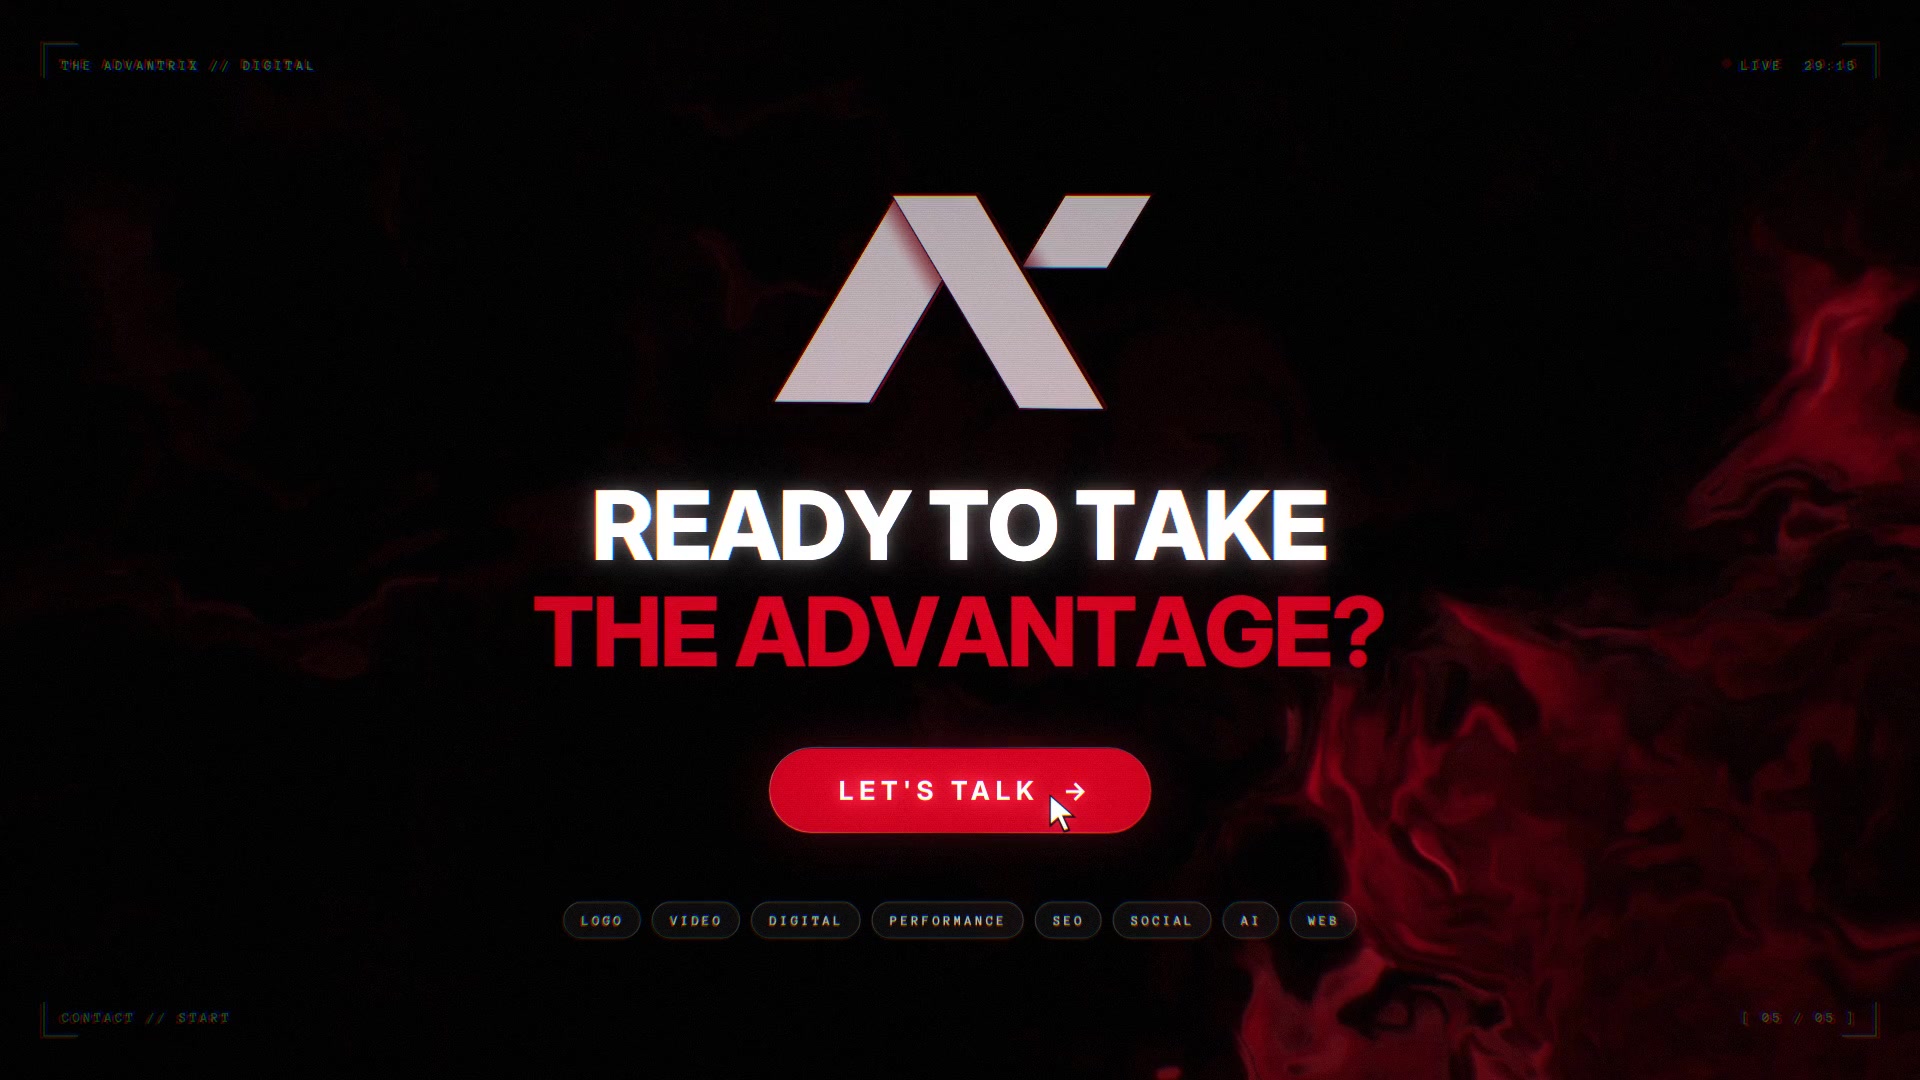 THE ADVANTRIX // DIGITAL
LIVE 29:15
READY TO TAKE
THE ADVANTAGE?
LET'S TALK →
LOGO VIDEO DIGITAL PERFORMANCE SEO SOCIAL AI WEB
CONTACT // START
[ 05 / 05 ]